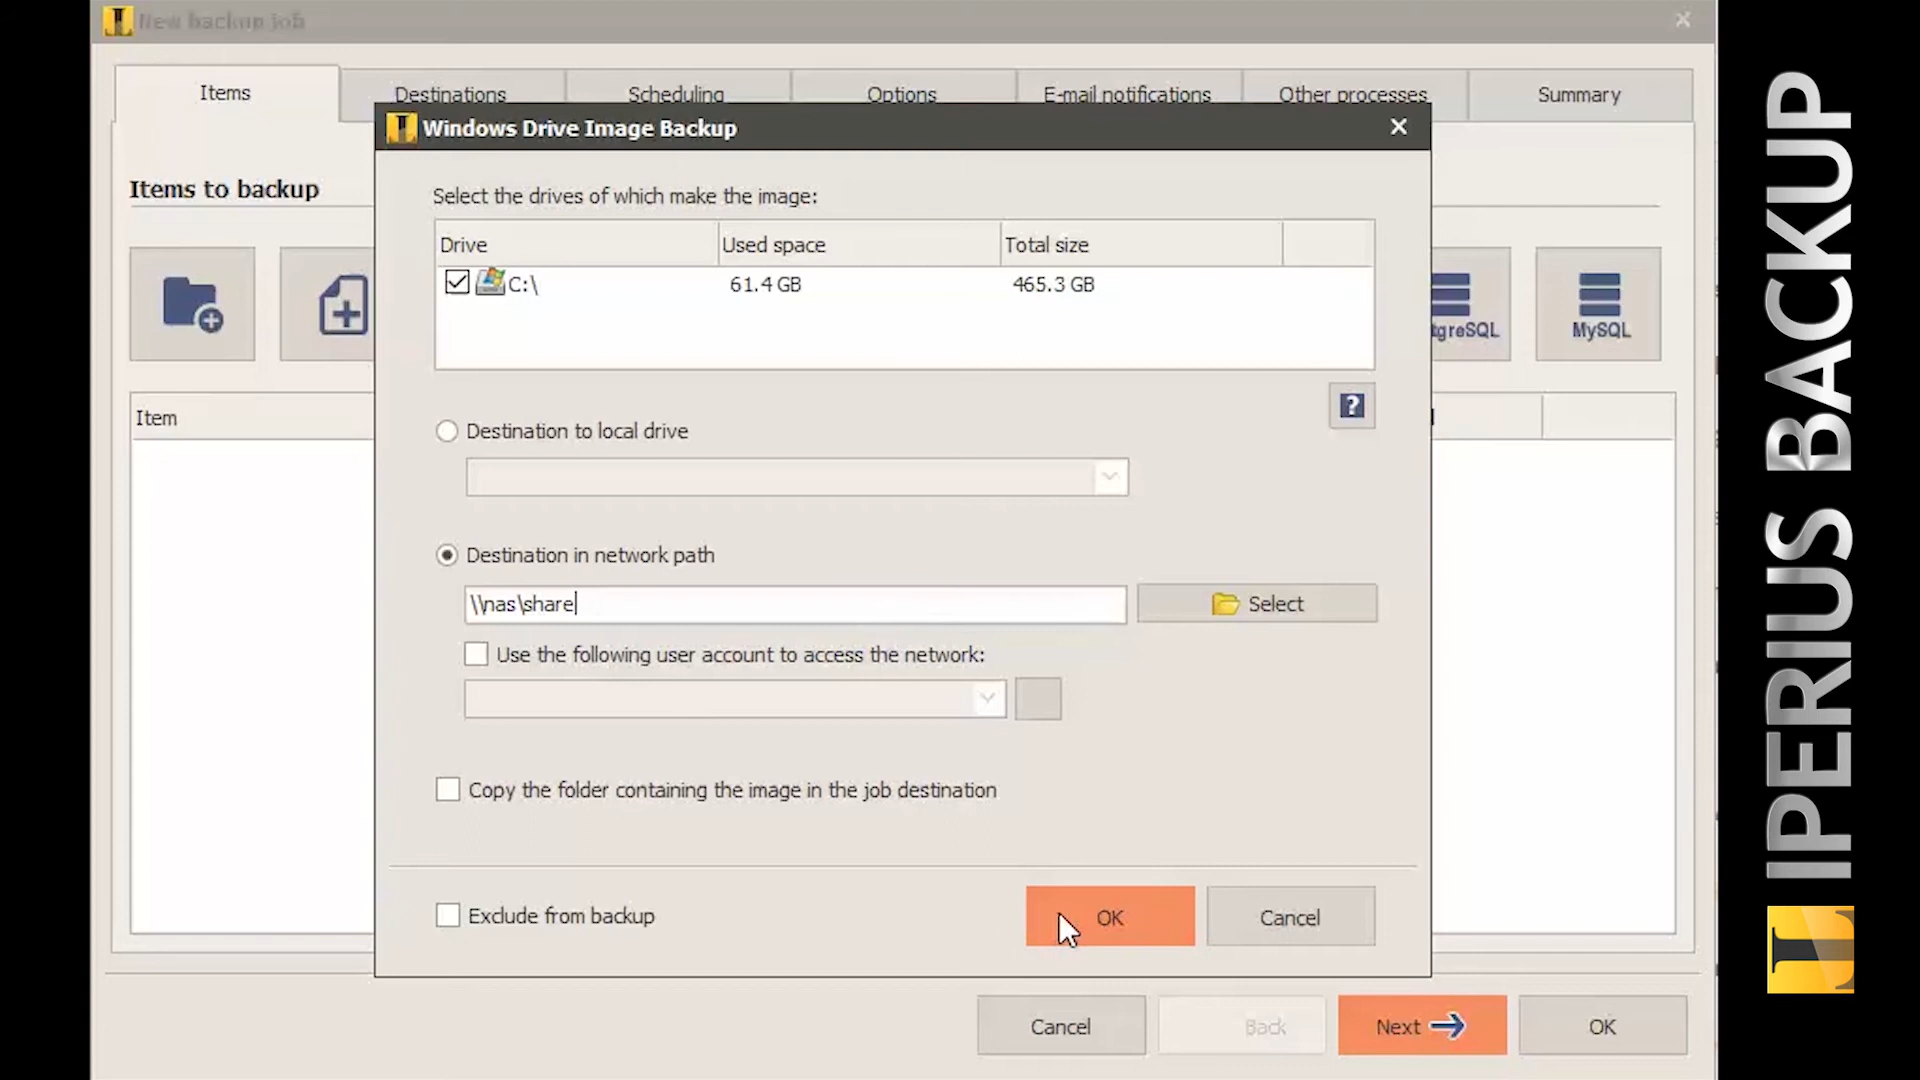 New backup job
Items
Destinations
Scheduling
Options
E-mail notifications
Other processes
Summary
Windows Drive Image Backup
Items to backup
Select the drives of which make the image:
Drive
Used space
Total size
C:\
61.4 GB
465.3 GB
tgreSQL
MySQL
?
Item
Destination to local drive
Destination in network path
\\nas\share
Select
Use the following user account to access the network:
Copy the folder containing the image in the job destination
Exclude from backup
OK
Cancel
Cancel
Back
Next
OK
IPERIUS BACKUP